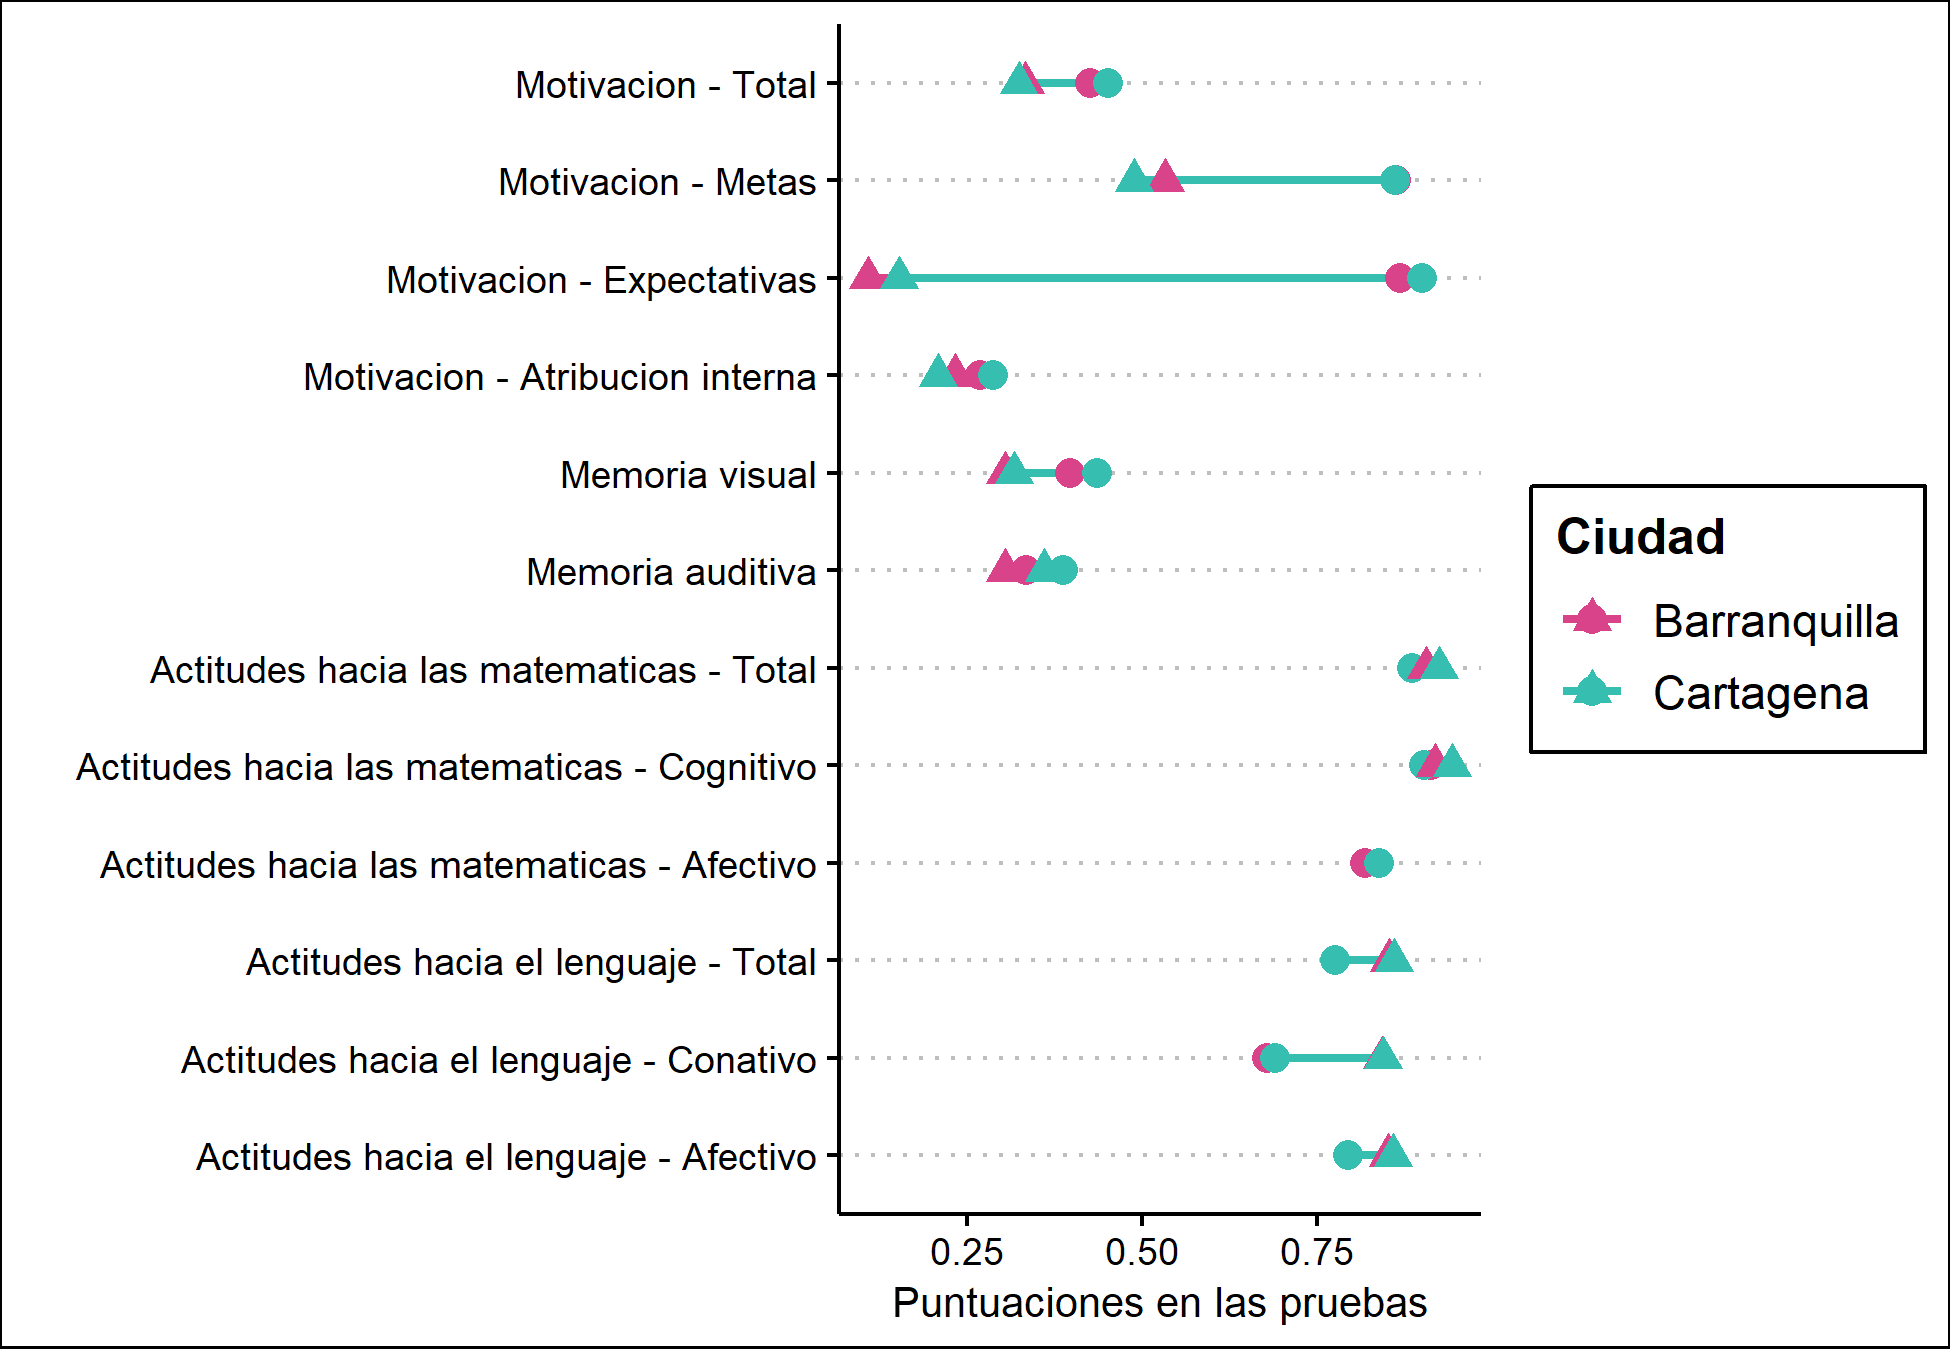 Motivacion - Total
Motivacion - Metas
Motivacion - Expectativas
Motivacion - Atribucion interna
Memoria visual
Memoria auditiva
Actitudes hacia las matematicas - Total
Actitudes hacia las matematicas - Cognitivo
Actitudes hacia las matematicas - Afectivo
Actitudes hacia el lenguaje - Total
Actitudes hacia el lenguaje - Conativo
Actitudes hacia el lenguaje - Afectivo
0.25 0.50 0.75
Puntuaciones en las pruebas
Ciudad
Barranquilla
Cartagena